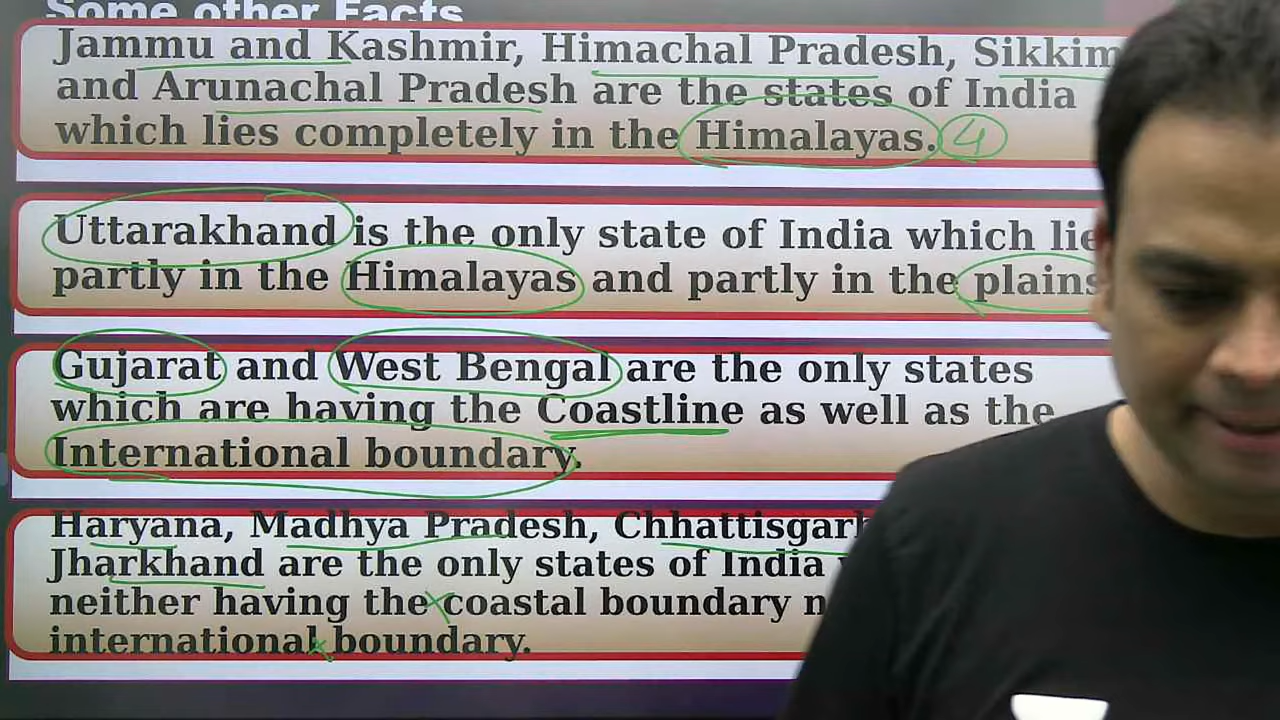 Some other Facts
Jammu and Kashmir, Himachal Pradesh, Sikkim
and Arunachal Pradesh are the states of India
which lies completely in the Himalayas. 4
Uttarakhand is the only state of India which lie
partly in the Himalayas and partly in the plains
Gujarat and West Bengal are the only states
which are having the Coastline as well as the
International boundary.
Haryana, Madhya Pradesh, Chhattisgarh
Jharkhand are the only states of India
neither having the coastal boundary n
international boundary.